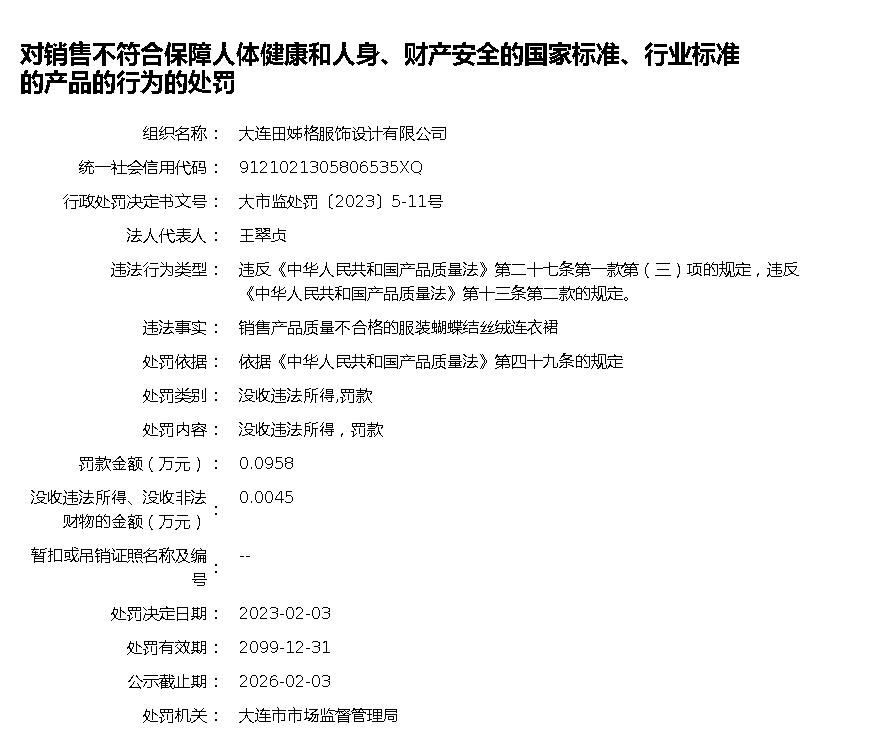 对销售不符合保障人体健康和人身、财产安全的国家标准、行业标准
的产品的行为的处罚
组织名称： 大连田姊格服饰设计有限公司
统一社会信用代码： 9121021305806535XQ
行政处罚决定书文号： 大市监处罚〔2023〕5-11号
法人代表人： 王翠贞
违法行为类型： 违反《中华人民共和国产品质量法》第二十七条第一款第（三）项的规定，违反
《中华人民共和国产品质量法》第十三条第二款的规定。
违法事实： 销售产品质量不合格的服装蝴蝶结丝绒连衣裙
处罚依据： 依据《中华人民共和国产品质量法》第四十九条的规定
处罚类别： 没收违法所得,罚款
处罚内容： 没收违法所得，罚款
罚款金额（万元）： 0.0958
没收违法所得、没收非法
财物的金额（万元）： 0.0045
暂扣或吊销证照名称及编
号： --
处罚决定日期： 2023-02-03
处罚有效期： 2099-12-31
公示截止期： 2026-02-03
处罚机关： 大连市市场监督管理局